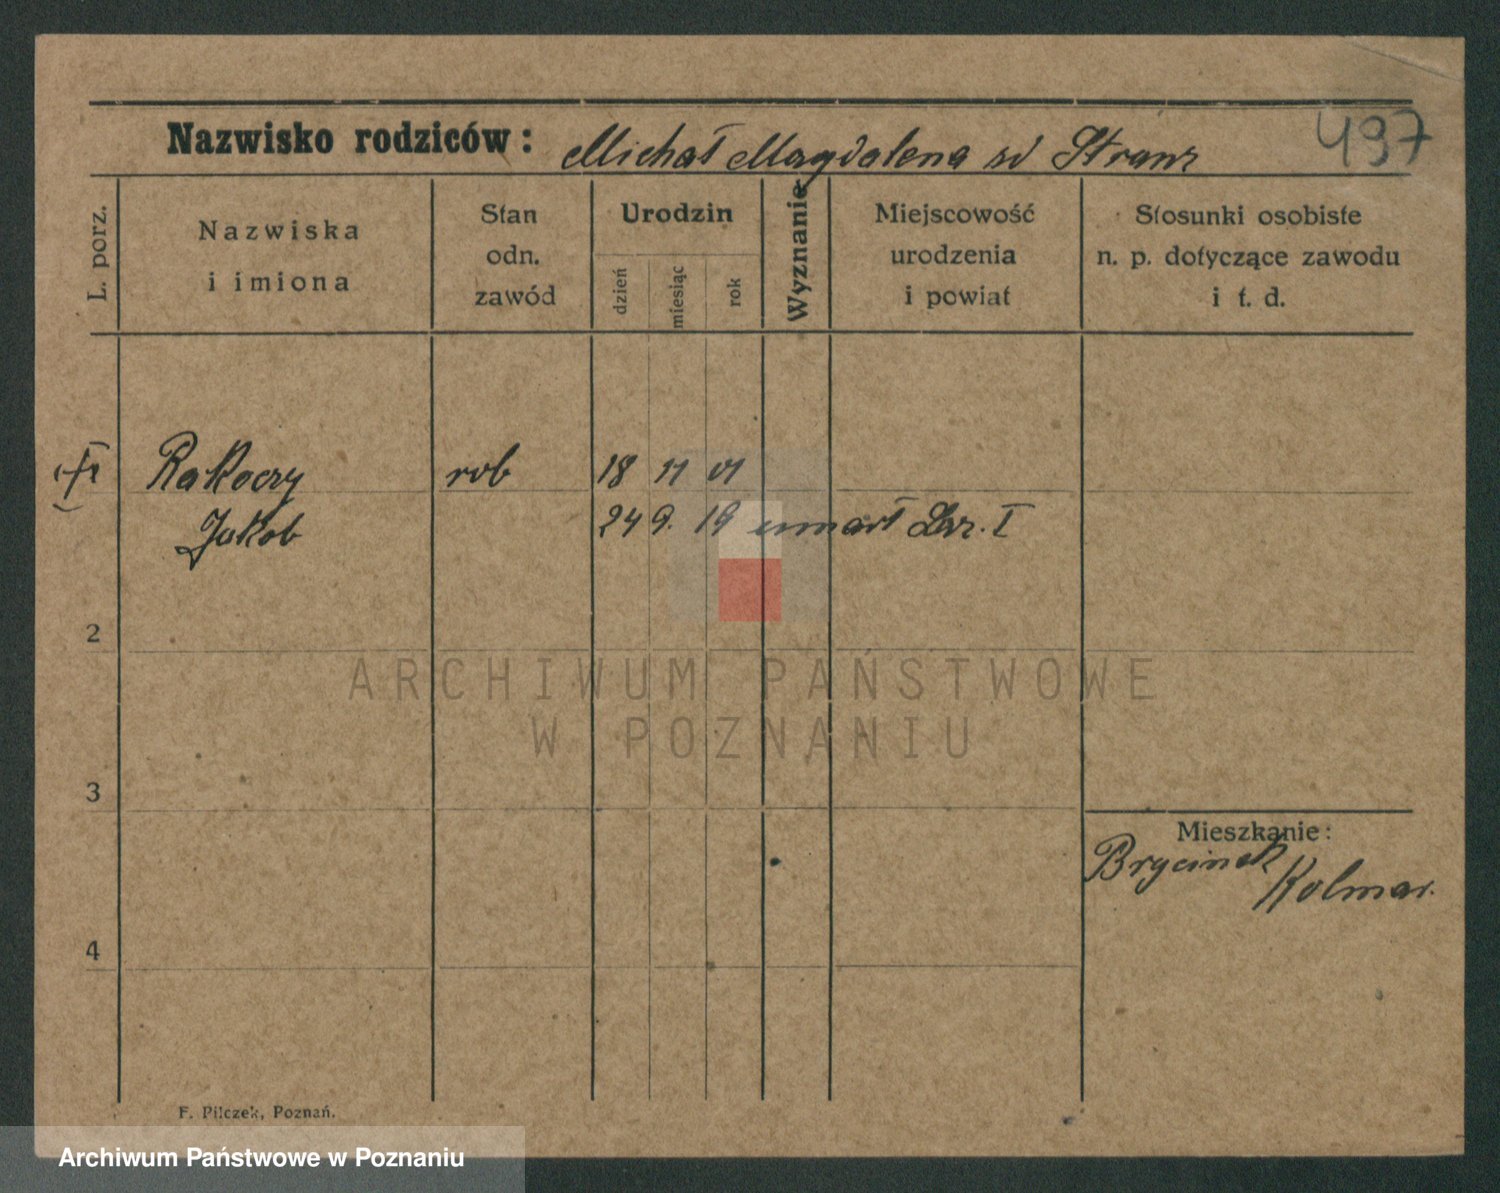 497
Nazwisko rodziców: Michał Magdalena
L. porz.
Nazwiska
i imiona
Stan
odn.
zawód
Urodzin
dzień
miesiąc
rok
Wyznanie
Miejscowość
urodzenia
i powiat
Stosunki osobiste
n. p. dotyczące zawodu
i t. d.
1 Rakoczy rob 18 11 01
Jakob 24 9. 19 umarł I
2
3
4
Mieszkanie:
Kolmar.
F. Pilczek, Poznań.
ARCHIWUM PAŃSTWOWE
W POZNANIU
Archiwum Państwowe w Poznaniu